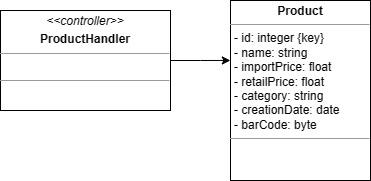 <<controller>>
ProductHandler
Product
- id: integer {key}
- name: string
- importPrice: float
- retailPrice: float
- category: string
- creationDate: date
- barCode: byte